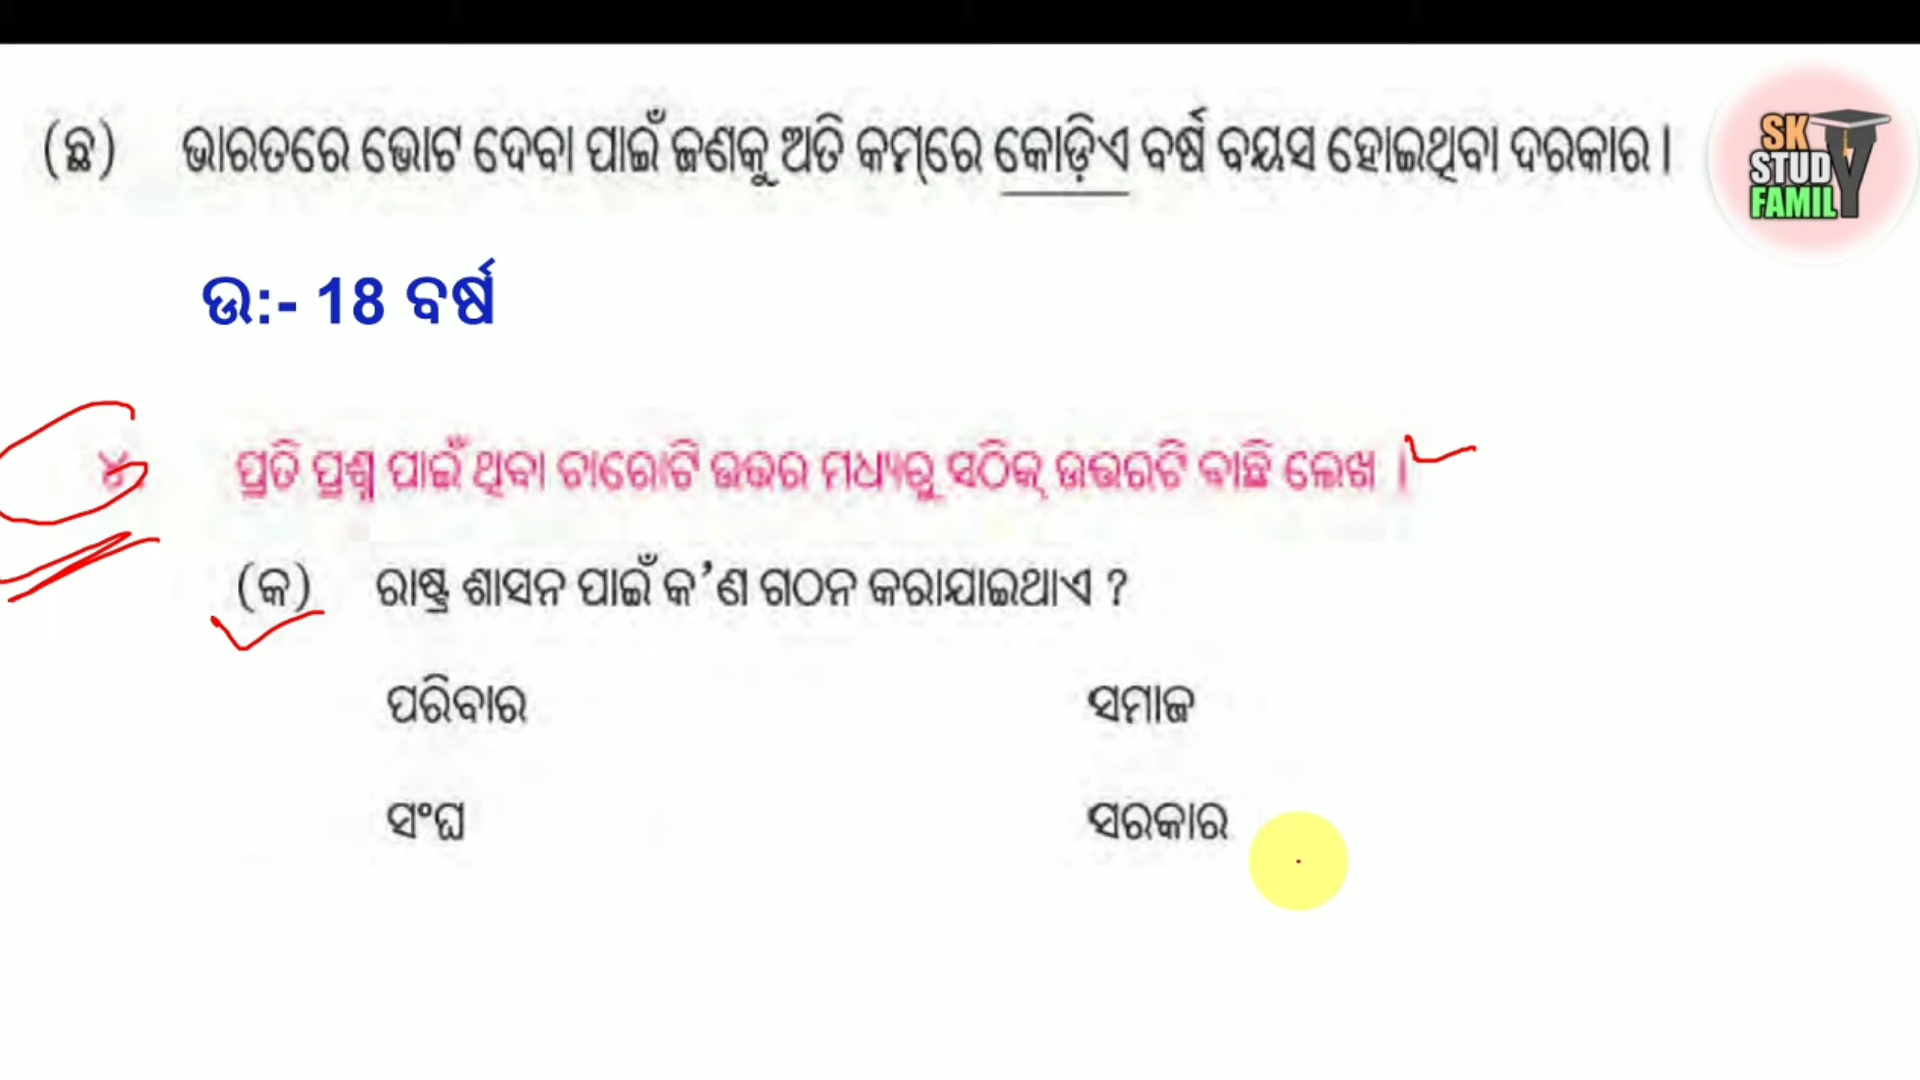 (ଛ) ଭାରତରେ ଭୋଟ ଦେବା ପାଇଁ ଜଣକୁ ଅତି କମ୍‌ରେ କୋଡ଼ିଏ ବର୍ଷ ବୟସ ହୋଇଥିବା ଦରକାର ।
SK
STUDY
FAMILY
ଉ:- 18 ବର୍ଷ
୪. ପ୍ରତି ପ୍ରଶ୍ନ ପାଇଁ ଥିବା ଚାରୋଟି ଉତ୍ତର ମଧ୍ୟରୁ ସଠିକ୍ ଉତ୍ତରଟି ବାଛି ଲେଖ ।
(କ) ରାଷ୍ଟ୍ର ଶାସନ ପାଇଁ କ'ଣ ଗଠନ କରାଯାଇଥାଏ ?
ପରିବାର ସମାଜ
ସଂଘ ସରକାର